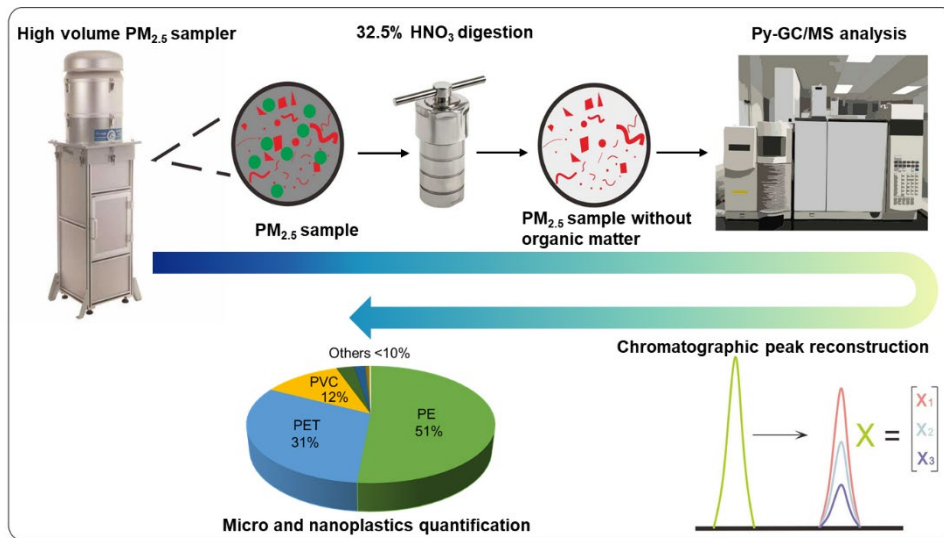 High volume PM2.5 sampler
32.5% HNO3 digestion
Py-GC/MS analysis
PM2.5 sample
PM2.5 sample without
organic matter
Chromatographic peak reconstruction
Others <10%
PVC
12%
PE
51%
PET
31%
X = 
X1
X2
X3
Micro and nanoplastics quantification